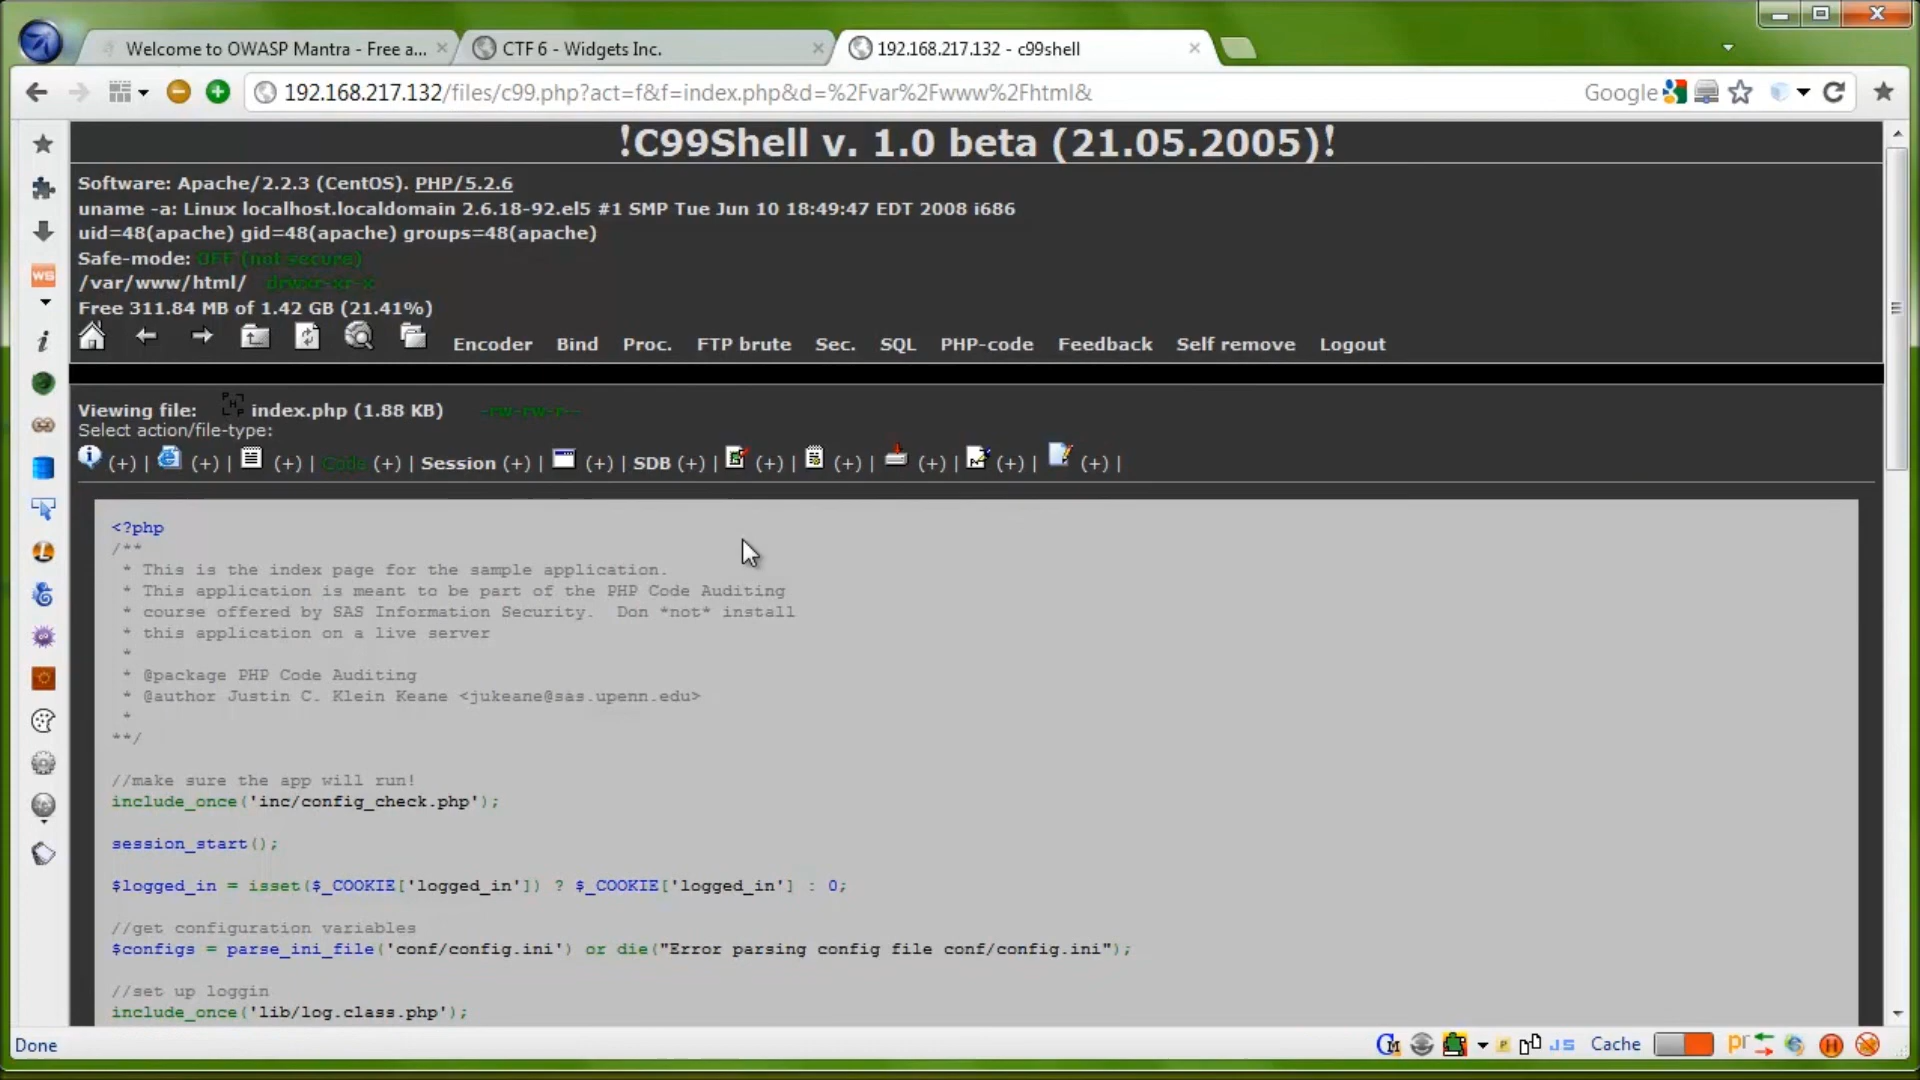 Welcome to OWASP Mantra - Free a...
CTF 6 - Widgets Inc.
192.168.217.132 - c99shell
192.168.217.132/files/c99.php?act=f&f=index.php&d=%2Fvar%2Fwww%2Fhtml&
Google
!C99Shell v. 1.0 beta (21.05.2005)!
Software: Apache/2.2.3 (CentOS). PHP/5.2.6
uname -a: Linux localhost.localdomain 2.6.18-92.el5 #1 SMP Tue Jun 10 18:49:47 EDT 2008 i686
uid=48(apache) gid=48(apache) groups=48(apache)
Safe-mode: OFF (not secure)
/var/www/html/ drwxr-xr-x
Free 311.84 MB of 1.42 GB (21.41%)
Encoder Bind Proc. FTP brute Sec. SQL PHP-code Feedback Self remove Logout
Viewing file: index.php (1.88 KB) -rw-rw-r--
Select action/file-type:
(+) | (+) | (+) | Code (+) | Session (+) | (+) | SDB (+) | (+) | (+) | (+) | (+) | (+) |
<?php
/**
* This is the index page for the sample application.
* This application is meant to be part of the PHP Code Auditing
* course offered by SAS Information Security.  Don *not* install
* this application on a live server
*
* @package PHP Code Auditing
* @author Justin C. Klein Keane <jukeane@sas.upenn.edu>
*
**/
//make sure the app will run!
include_once('inc/config_check.php');
session_start();
$logged_in = isset($_COOKIE['logged_in']) ? $_COOKIE['logged_in'] : 0;
//get configuration variables
$configs = parse_ini_file('conf/config.ini') or die("Error parsing config file conf/config.ini");
//set up loggin
include_once('lib/log.class.php');
Done
JS
Cache
pr